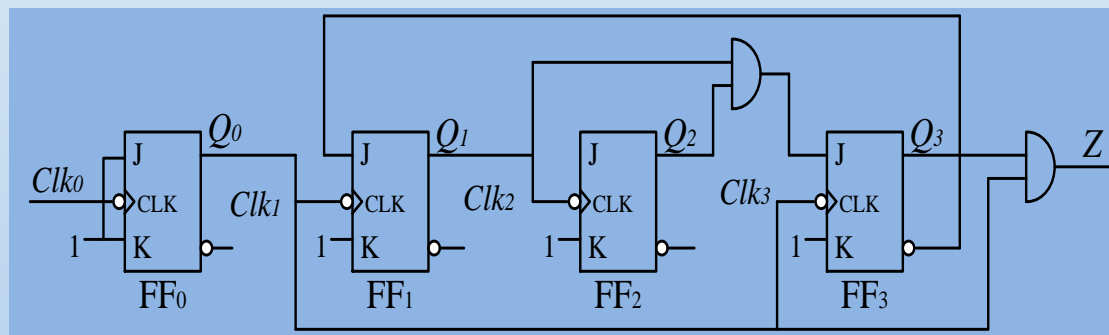 Q0 Q1 Q2 Q3 Z
J J J J
Clk0 CLK Clk1 CLK Clk2 CLK Clk3 CLK
1 K 1 K 1 K 1 K
FF0 FF1 FF2 FF3